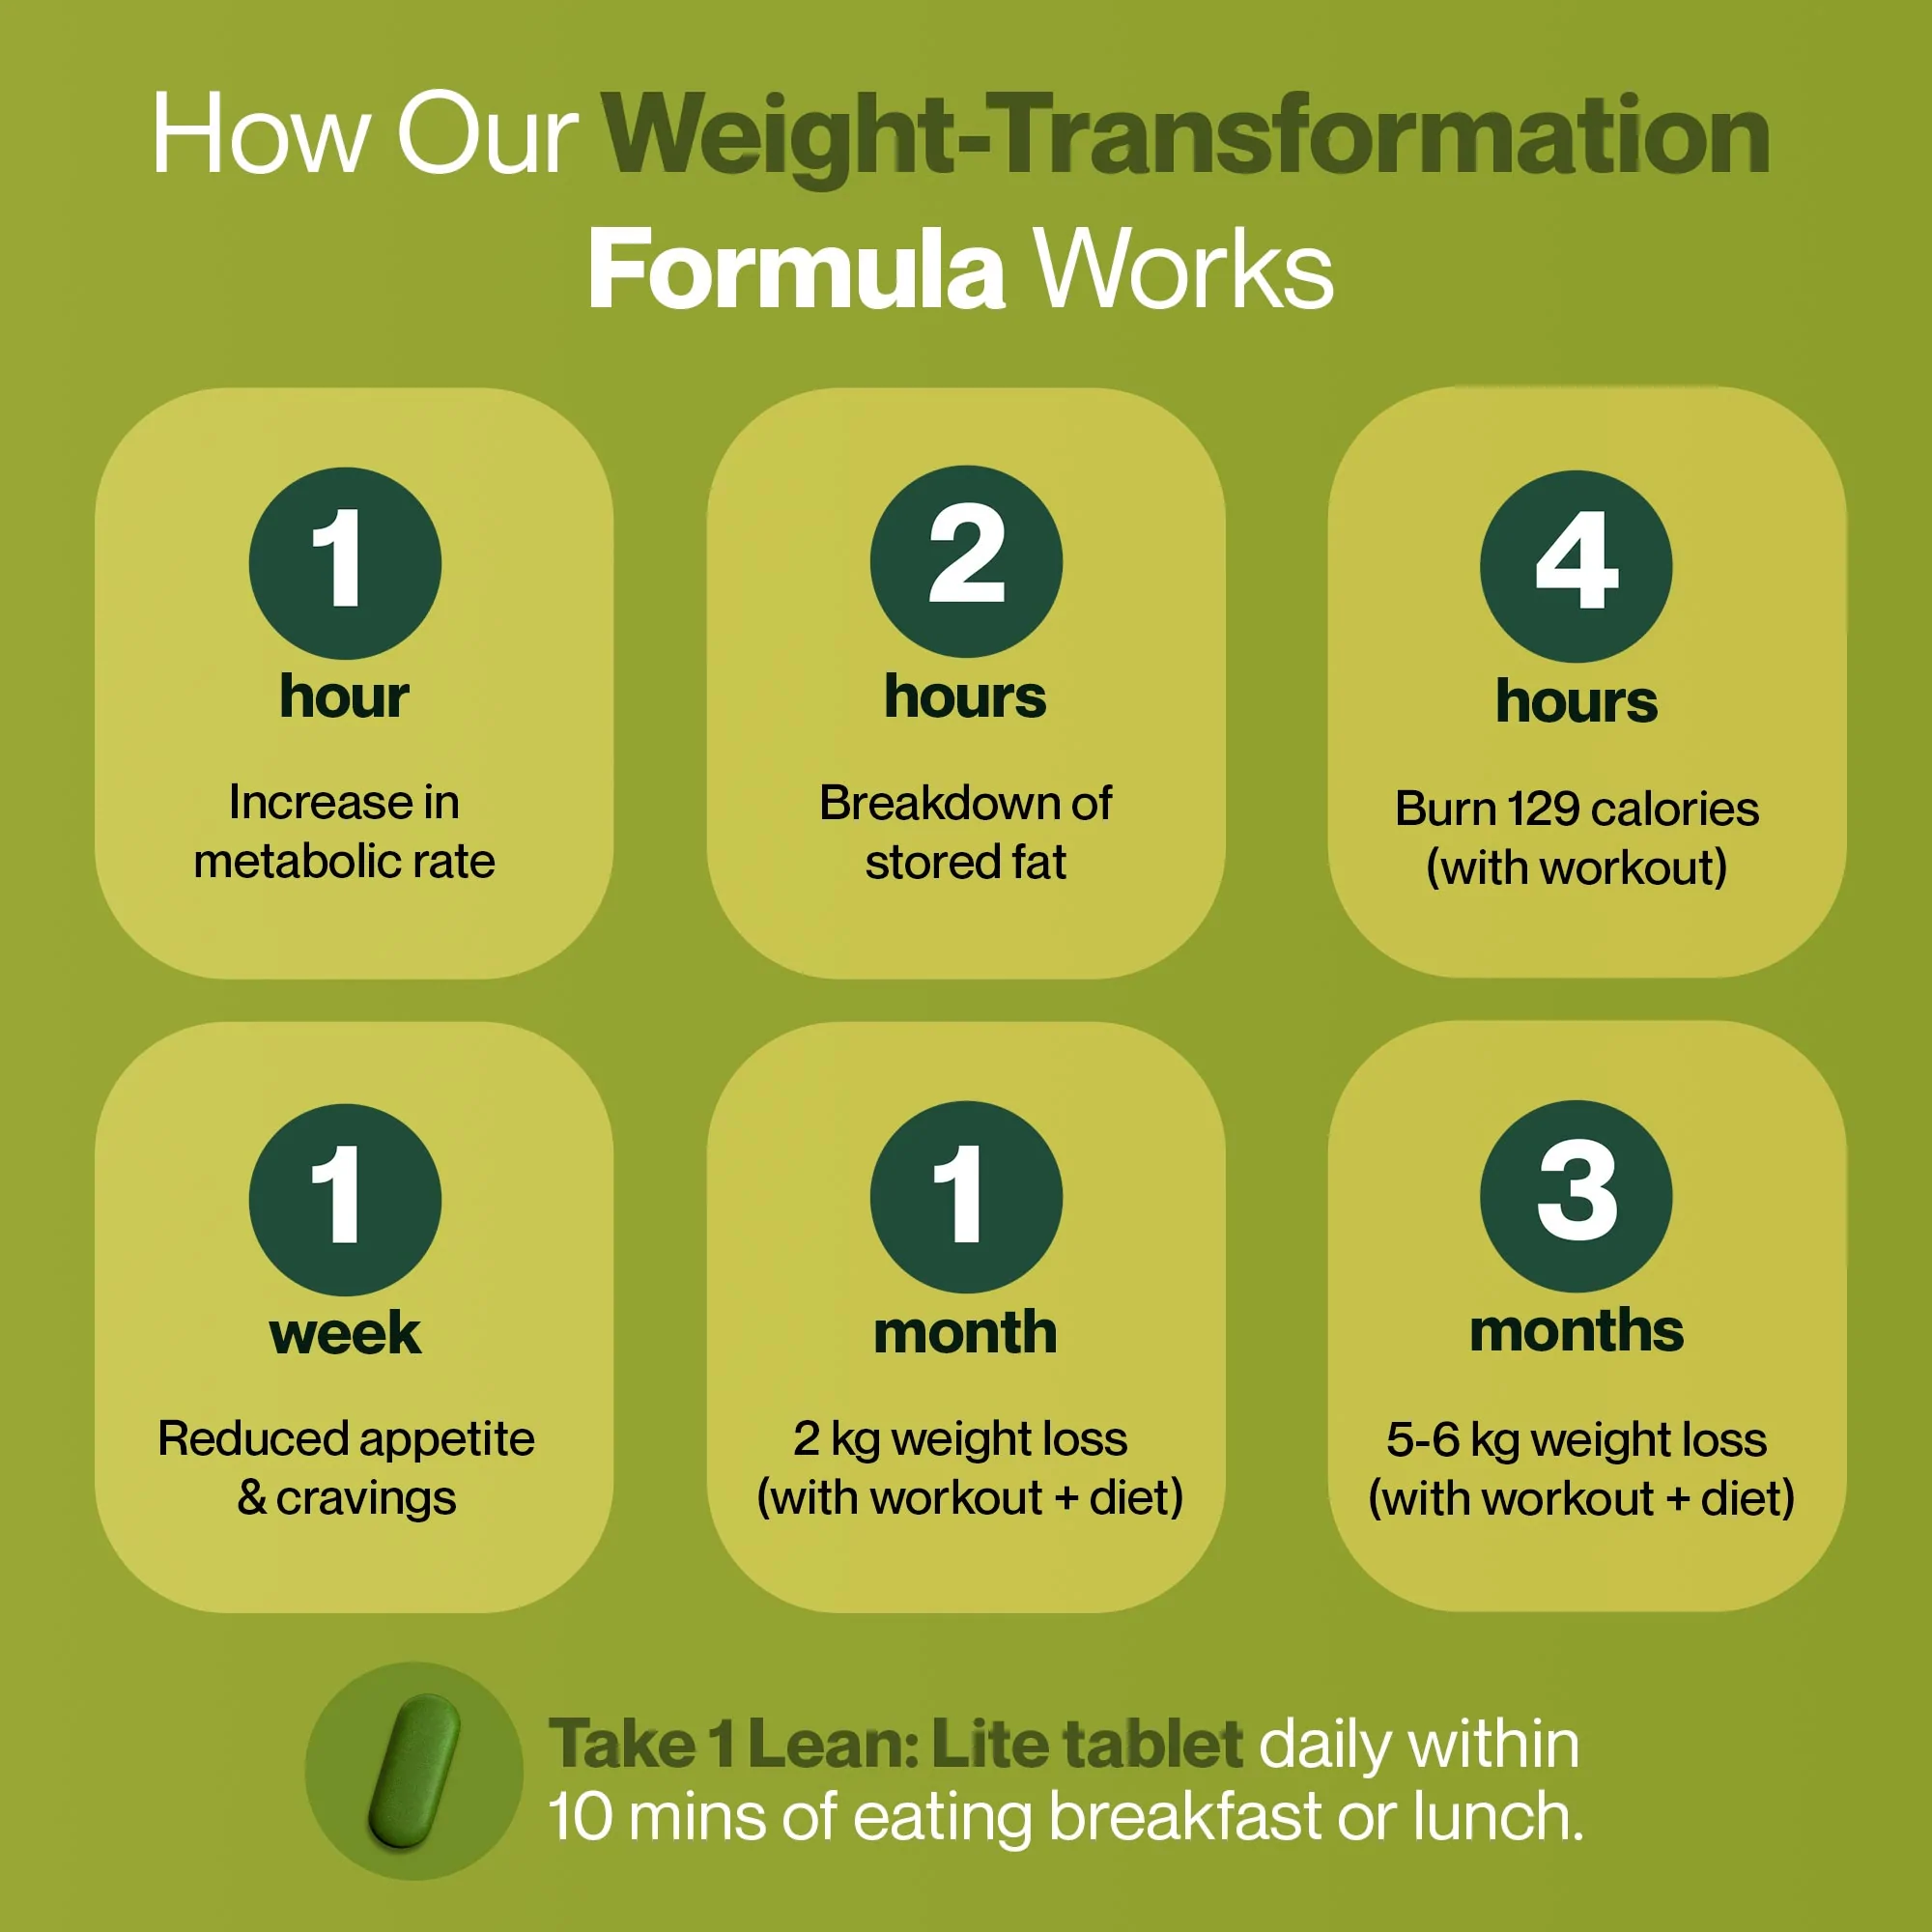 How Our Weight-Transformation
Formula Works
1
hour
Increase in
metabolic rate
2
hours
Breakdown of
stored fat
4
hours
Burn 129 calories
(with workout)
1
week
Reduced appetite
& cravings
1
month
2 kg weight loss
(with workout + diet)
3
months
5-6 kg weight loss
(with workout + diet)
Take 1 Lean: Lite tablet daily within
10 mins of eating breakfast or lunch.